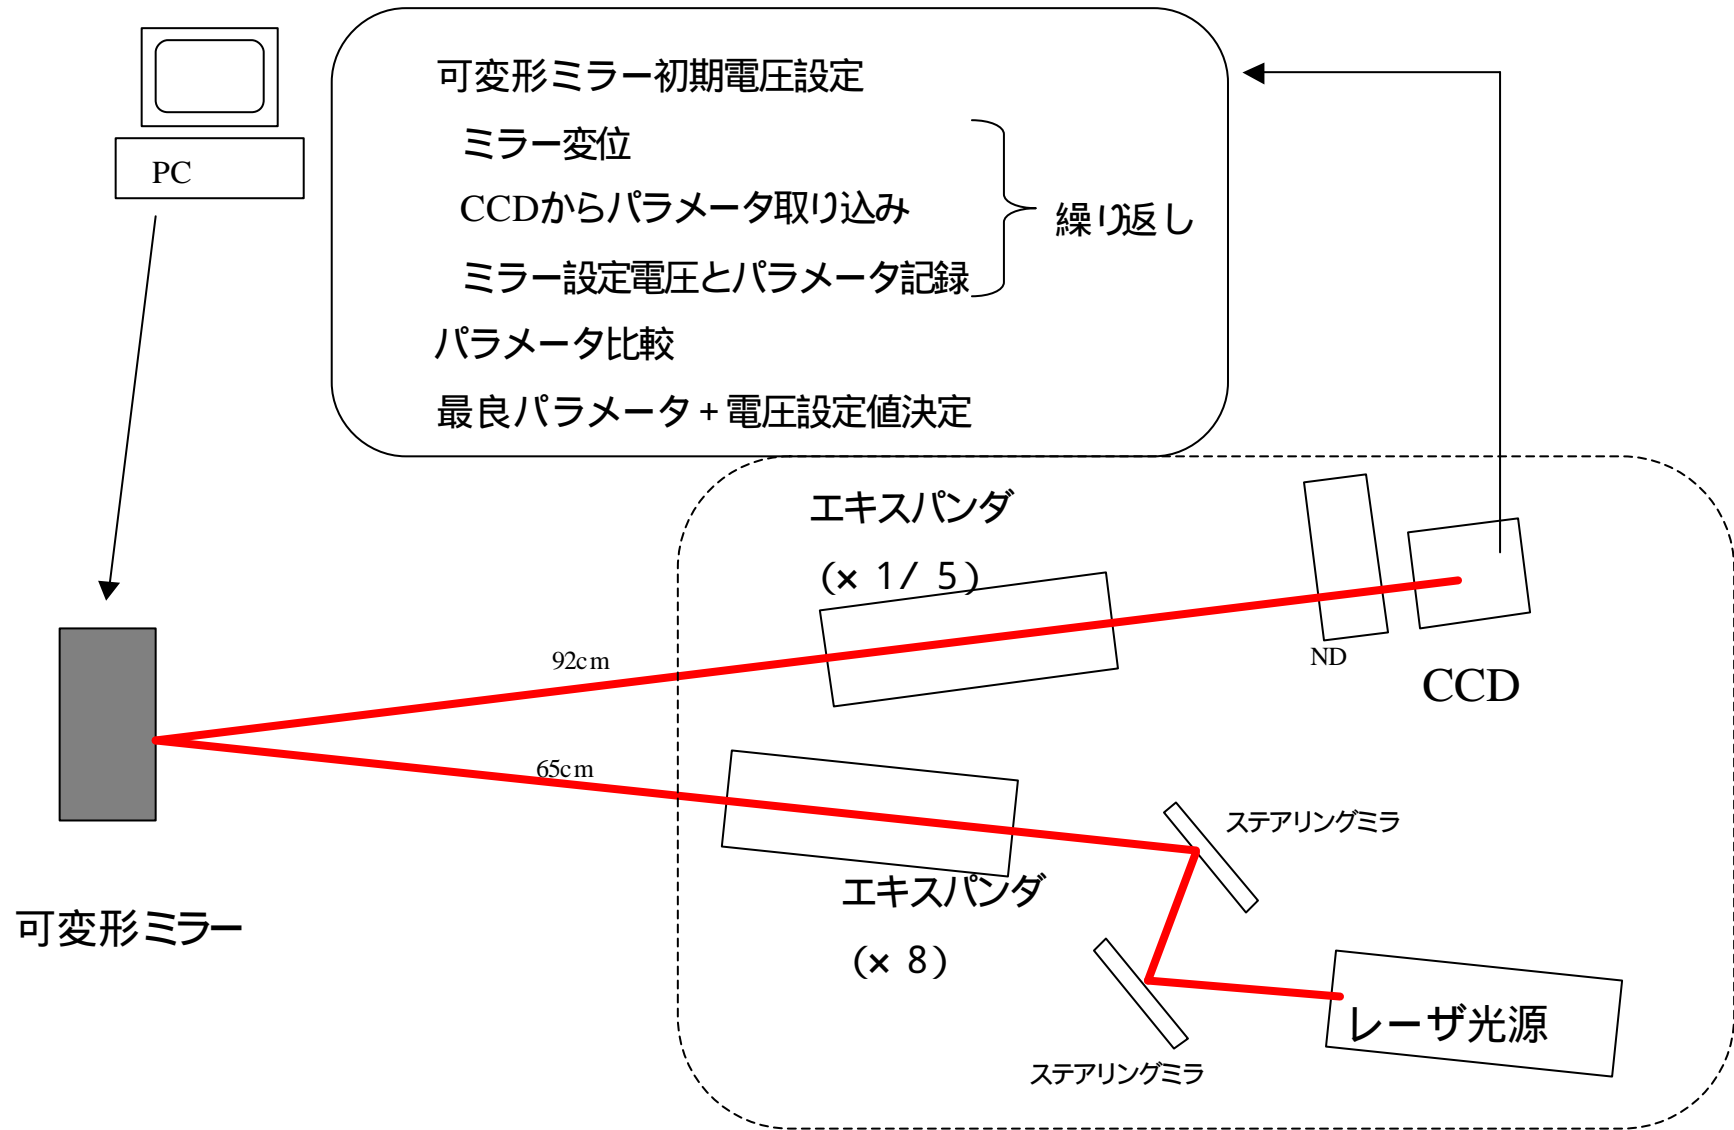 可変形ミラー初期電圧設定
ミラー変位
PC
CCDからパラメータ取り込み
繰り返し
ミラー設定電圧とパラメータ記録
パラメータ比較
最良パラメータ+電圧設定値決定
エキスパンダ
(× 1/ 5)
92cm
ND
CCD
65cm
ステアリングミラ
エキスパンダ
(× 8)
可変形ミラー
レーザ光源
ステアリングミラ